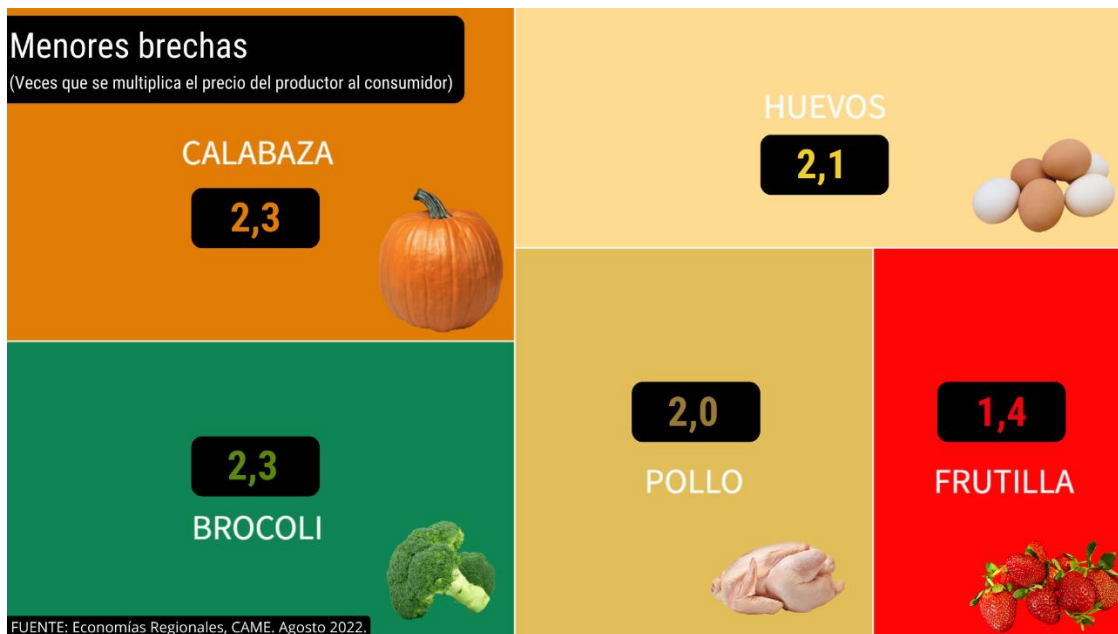 Menores brechas
(Veces que se multiplica el precio del productor al consumidor)
CALABAZA
2,3
HUEVOS
2,1
2,3
BROCOLI
2,0
POLLO
1,4
FRUTILLA
FUENTE: Economías Regionales, CAME. Agosto 2022.